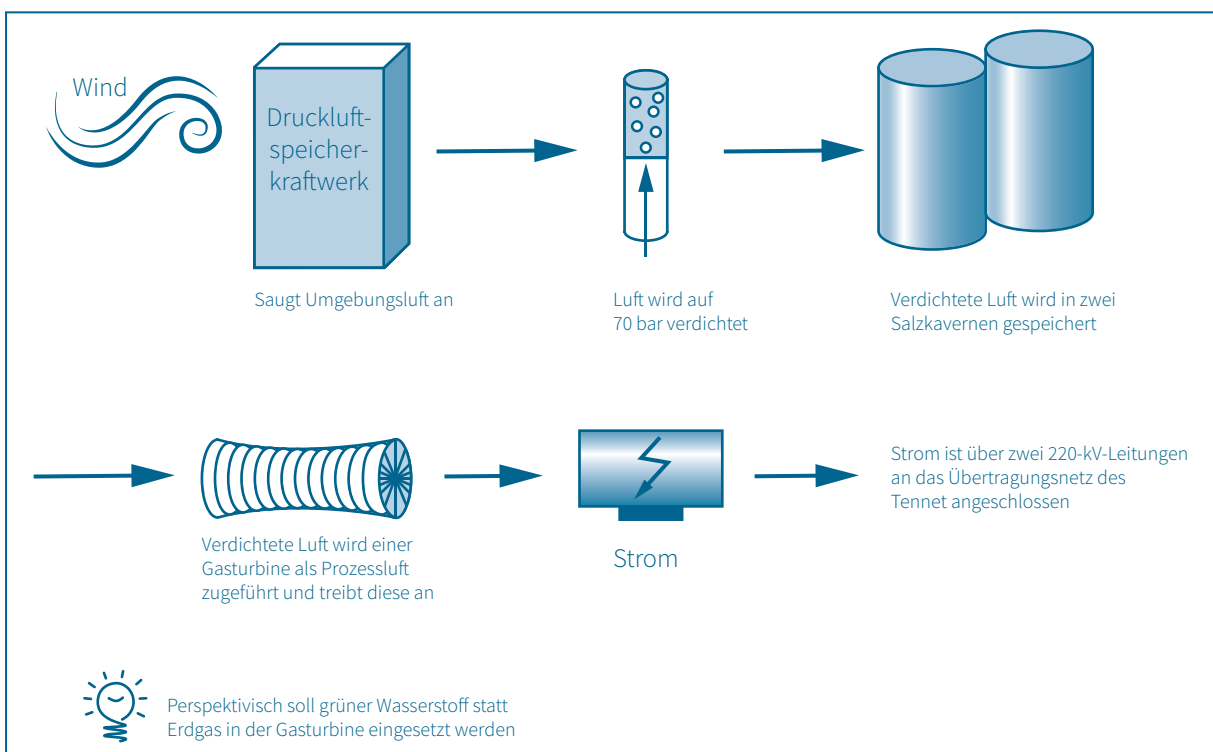 Wind
Druckluft-
speicher-
kraftwerk
Saugt Umgebungsluft an
Luft wird auf
70 bar verdichtet
Verdichtete Luft wird in zwei
Salzkavernen gespeichert
Verdichtete Luft wird einer
Gasturbine als Prozessluft
zugeführt und treibt diese an
Strom
Strom ist über zwei 220-kV-Leitungen
an das Übertragungsnetz des
Tennet angeschlossen
Perspektivisch soll grüner Wasserstoff statt
Erdgas in der Gasturbine eingesetzt werden